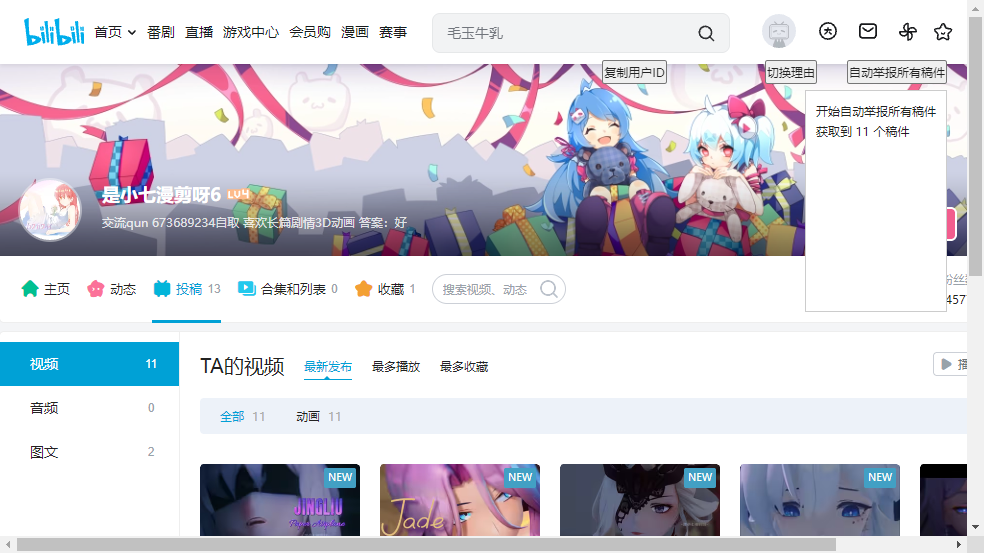 bilibili 首页 番剧 直播 游戏中心 会员购 漫画 赛事 毛玉牛乳
复制用户ID 切换理由 自动举报所有稿件
开始自动举报所有稿件
获取到 11 个稿件
是小七漫剪呀6 LV4
交流qun 673689234自取 喜欢长篇剧情3D动画 答案：好
主页 动态 投稿 13 合集和列表 0 收藏 1 搜索视频、动态
457
视频 11
音频 0
图文 2
TA的视频 最新发布 最多播放 最多收藏
全部 11 动画 11
NEW NEW NEW NEW
JINGLIU
Jade